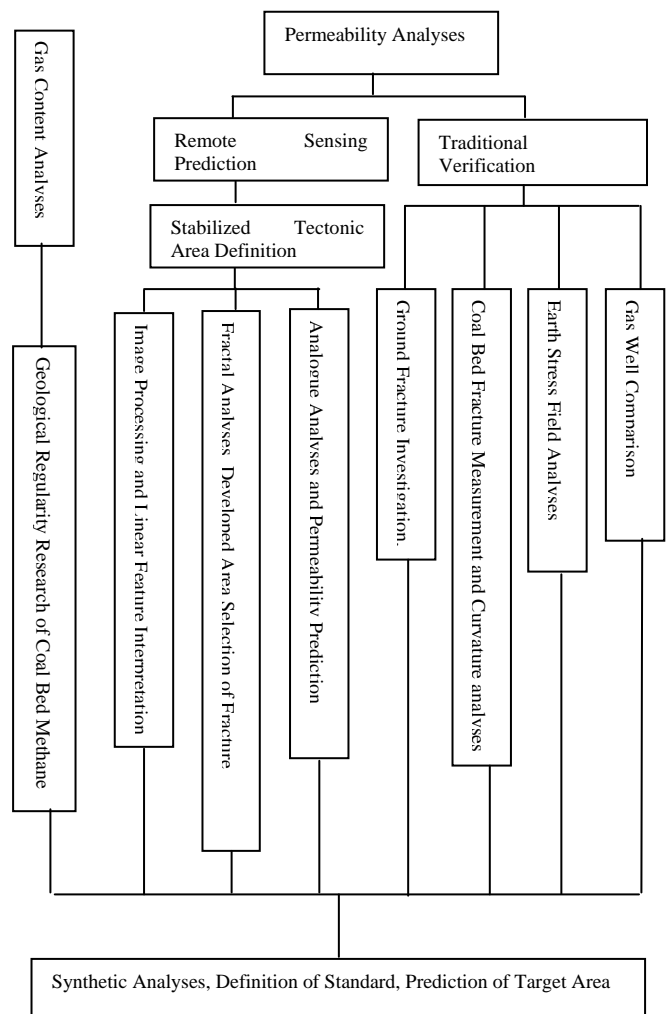 Permeability Analyses
Gas Content Analyses
Remote Sensing
Prediction
Traditional
Verification
Stabilized Tectonic
Area Definition
Geological Regularity Research of Coal Bed Methane
Image Processing and Linear Feature Interpretation
Fractal Analyses Developed Area Selection of Fracture
Analogue Analyses and Permeability Prediction
Ground Fracture Investigation.
Coal Bed Fracture Measurement and Curvature analyses
Earth Stress Field Analyses
Gas Well Comparison
Synthetic Analyses, Definition of Standard, Prediction of Target Area